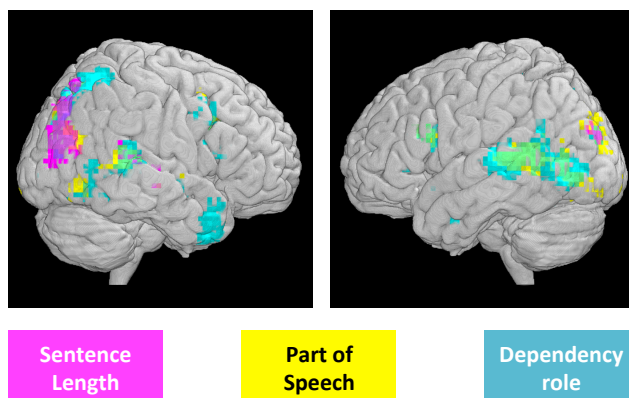 Sentence
Length
Part of
Speech
Dependency
role